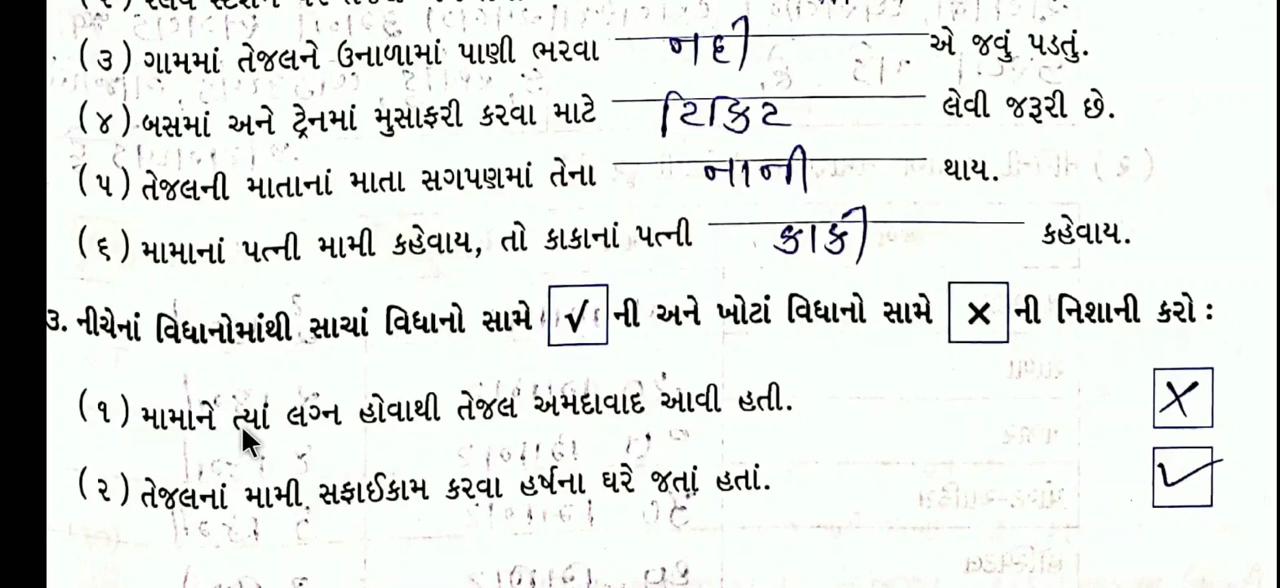 (૩) ગામમાં તેજલને ઉનાળામાં પાણી ભરવા નદી એ જવું પડતું.
(૪) બસમાં અને ટ્રેનમાં મુસાફરી કરવા માટે ટિકિટ લેવી જરૂરી છે.
(૫) તેજલની માતાનાં માતા સગપણમાં તેના નાની થાય.
(૬) મામાનાં પત્ની મામી કહેવાય, તો કાકાનાં પત્ની કાકી કહેવાય.
૩. નીચેનાં વિધાનોમાંથી સાચાં વિધાનો સામે ✓ ની અને ખોટાં વિધાનો સામે × ની નિશાની કરો :
(૧) મામાને ત્યાં લગ્ન હોવાથી તેજલ અમદાવાદ આવી હતી. ×
(૨) તેજલનાં મામી સફાઈકામ કરવા હર્ષના ઘરે જતાં હતાં. ✓